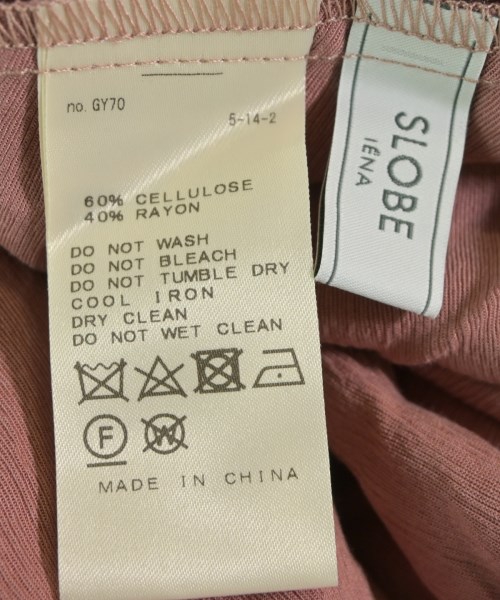 no. GY70
5-14-2
60% CELLULOSE
40% RAYON
DO NOT WASH
DO NOT BLEACH
DO NOT TUMBLE DRY
COOL IRON
DRY CLEAN
DO NOT WET CLEAN
F W
MADE IN CHINA
SLOBE
IÉNA